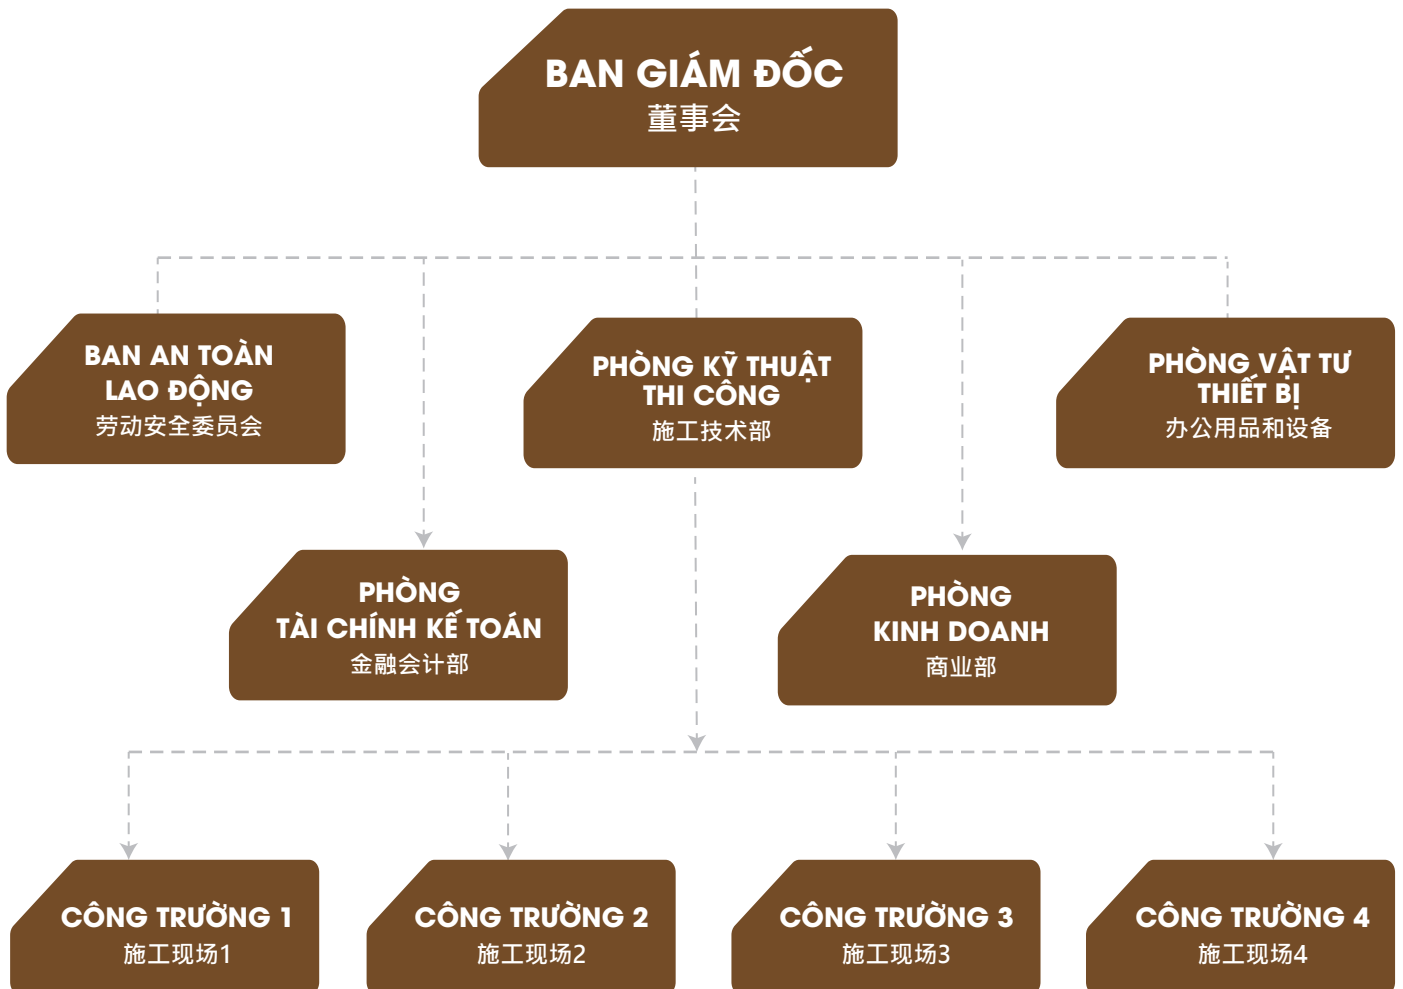 BAN GIÁM ĐỐC
董事会
BAN AN TOÀN
LAO ĐỘNG
劳动安全委员会
PHÒNG KỸ THUẬT
THI CÔNG
施工技术部
PHÒNG VẬT TƯ
THIẾT BỊ
办公用品和设备
PHÒNG
TÀI CHÍNH KẾ TOÁN
金融会计部
PHÒNG
KINH DOANH
商业部
CÔNG TRƯỜNG 1
施工现场1
CÔNG TRƯỜNG 2
施工现场2
CÔNG TRƯỜNG 3
施工现场3
CÔNG TRƯỜNG 4
施工现场4